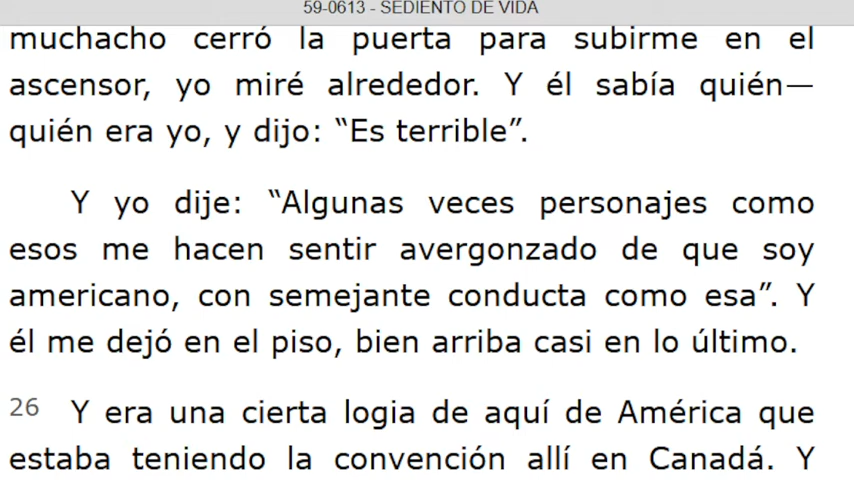 59-0613 - SEDIENTO DE VIDA
muchacho cerró la puerta para subirme en el
ascensor, yo miré alrededor. Y él sabía quién—
quién era yo, y dijo: “Es terrible”.
Y yo dije: “Algunas veces personajes como
esos me hacen sentir avergonzado de que soy
americano, con semejante conducta como esa”. Y
él me dejó en el piso, bien arriba casi en lo último.
26 Y era una cierta logia de aquí de América que
estaba teniendo la convención allí en Canadá. Y